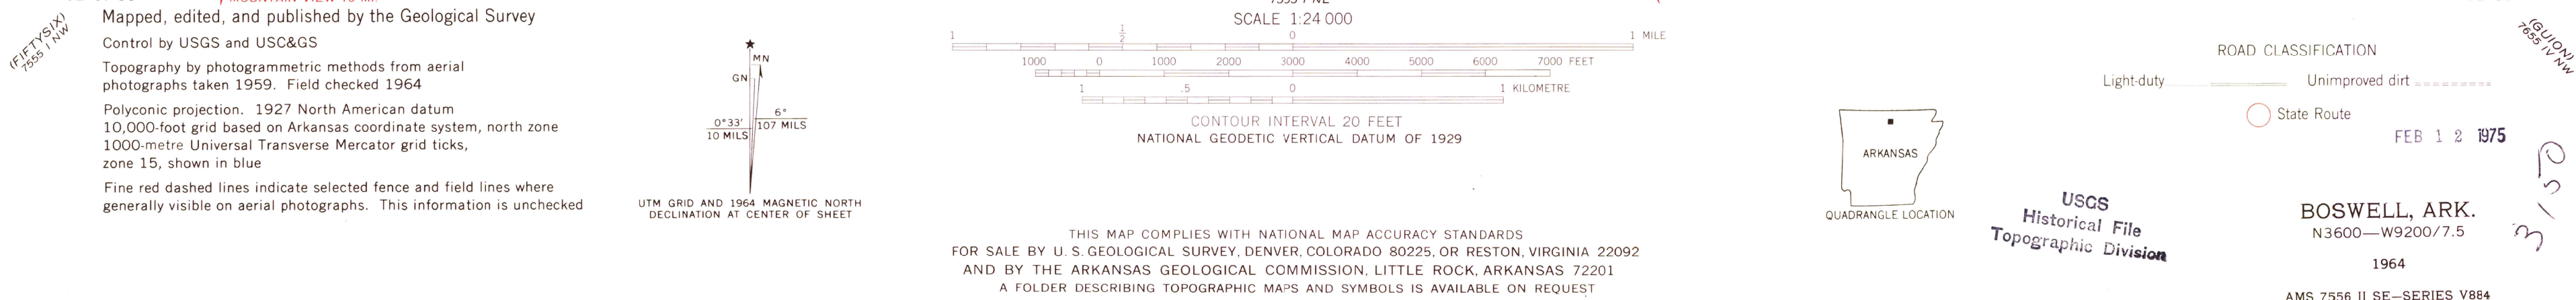 Mapped, edited, and published by the Geological Survey
Control by USGS and USC&GS
Topography by photogrammetric methods from aerial
photographs taken 1959. Field checked 1964
Polyconic projection. 1927 North American datum
10,000-foot grid based on Arkansas coordinate system, north zone
1000-metre Universal Transverse Mercator grid ticks,
zone 15, shown in blue
Fine red dashed lines indicate selected fence and field lines where
generally visible on aerial photographs. This information is unchecked
(FIFTYSIX)
7555 I NW
MN
GN
0°33'
10 MILS
6°
107 MILS
UTM GRID AND 1964 MAGNETIC NORTH
DECLINATION AT CENTER OF SHEET
SCALE 1:24 000
1 1/2 0 1 MILE
1000 0 1000 2000 3000 4000 5000 6000 7000 FEET
1 .5 0 1 KILOMETRE
CONTOUR INTERVAL 20 FEET
NATIONAL GEODETIC VERTICAL DATUM OF 1929
THIS MAP COMPLIES WITH NATIONAL MAP ACCURACY STANDARDS
FOR SALE BY U. S. GEOLOGICAL SURVEY, DENVER, COLORADO 80225, OR RESTON, VIRGINIA 22092
AND BY THE ARKANSAS GEOLOGICAL COMMISSION, LITTLE ROCK, ARKANSAS 72201
A FOLDER DESCRIBING TOPOGRAPHIC MAPS AND SYMBOLS IS AVAILABLE ON REQUEST
ARKANSAS
QUADRANGLE LOCATION
ROAD CLASSIFICATION
Light-duty Unimproved dirt
State Route
FEB 1 2 1975
USGS
Historical File
Topographic Division
BOSWELL, ARK.
N3600—W9200/7.5
1964
AMS 7556 II SE—SERIES V884
(GUION)
7655 IV NW
3150